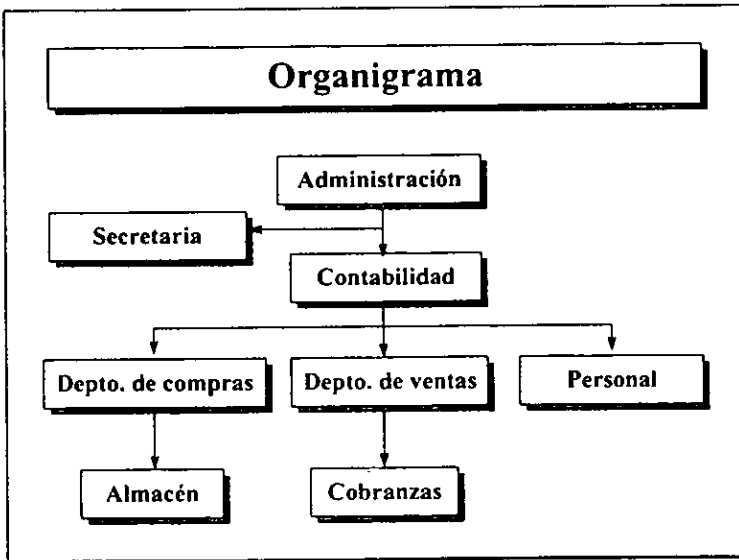 Organigrama
Administración
Secretaria
Contabilidad
Depto. de compras
Depto. de ventas
Personal
Almacén
Cobranzas